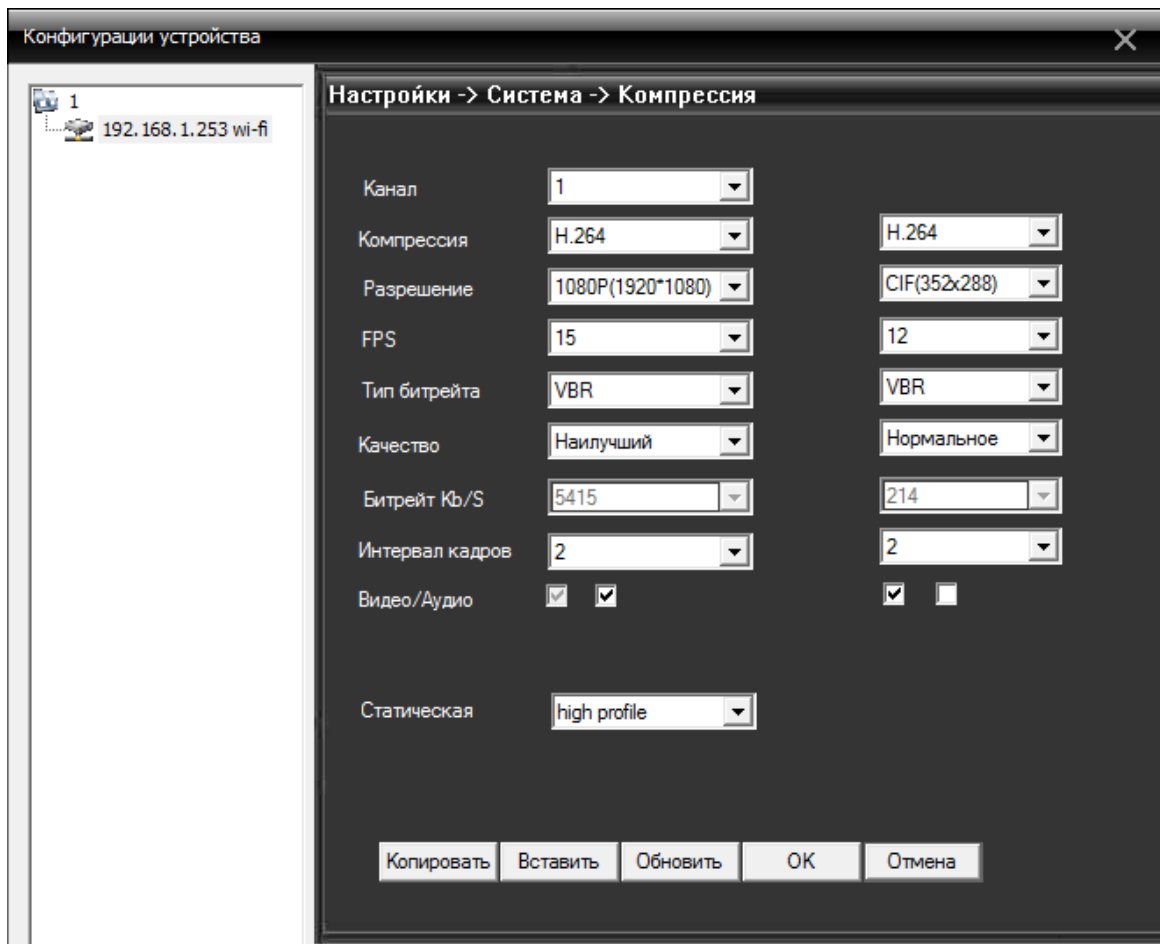 Конфигурации устройства
1
192.168.1.253 wi-fi
Настройки -> Система -> Компрессия
Канал 1
Компрессия H.264 H.264
Разрешение 1080P(1920*1080) CIF(352x288)
FPS 15 12
Тип битрейта VBR VBR
Качество Наилучший Нормальное
Битрейт Kb/S 5415 214
Интервал кадров 2 2
Видео/Аудио
Статическая high profile
Копировать Вставить Обновить OK Отмена